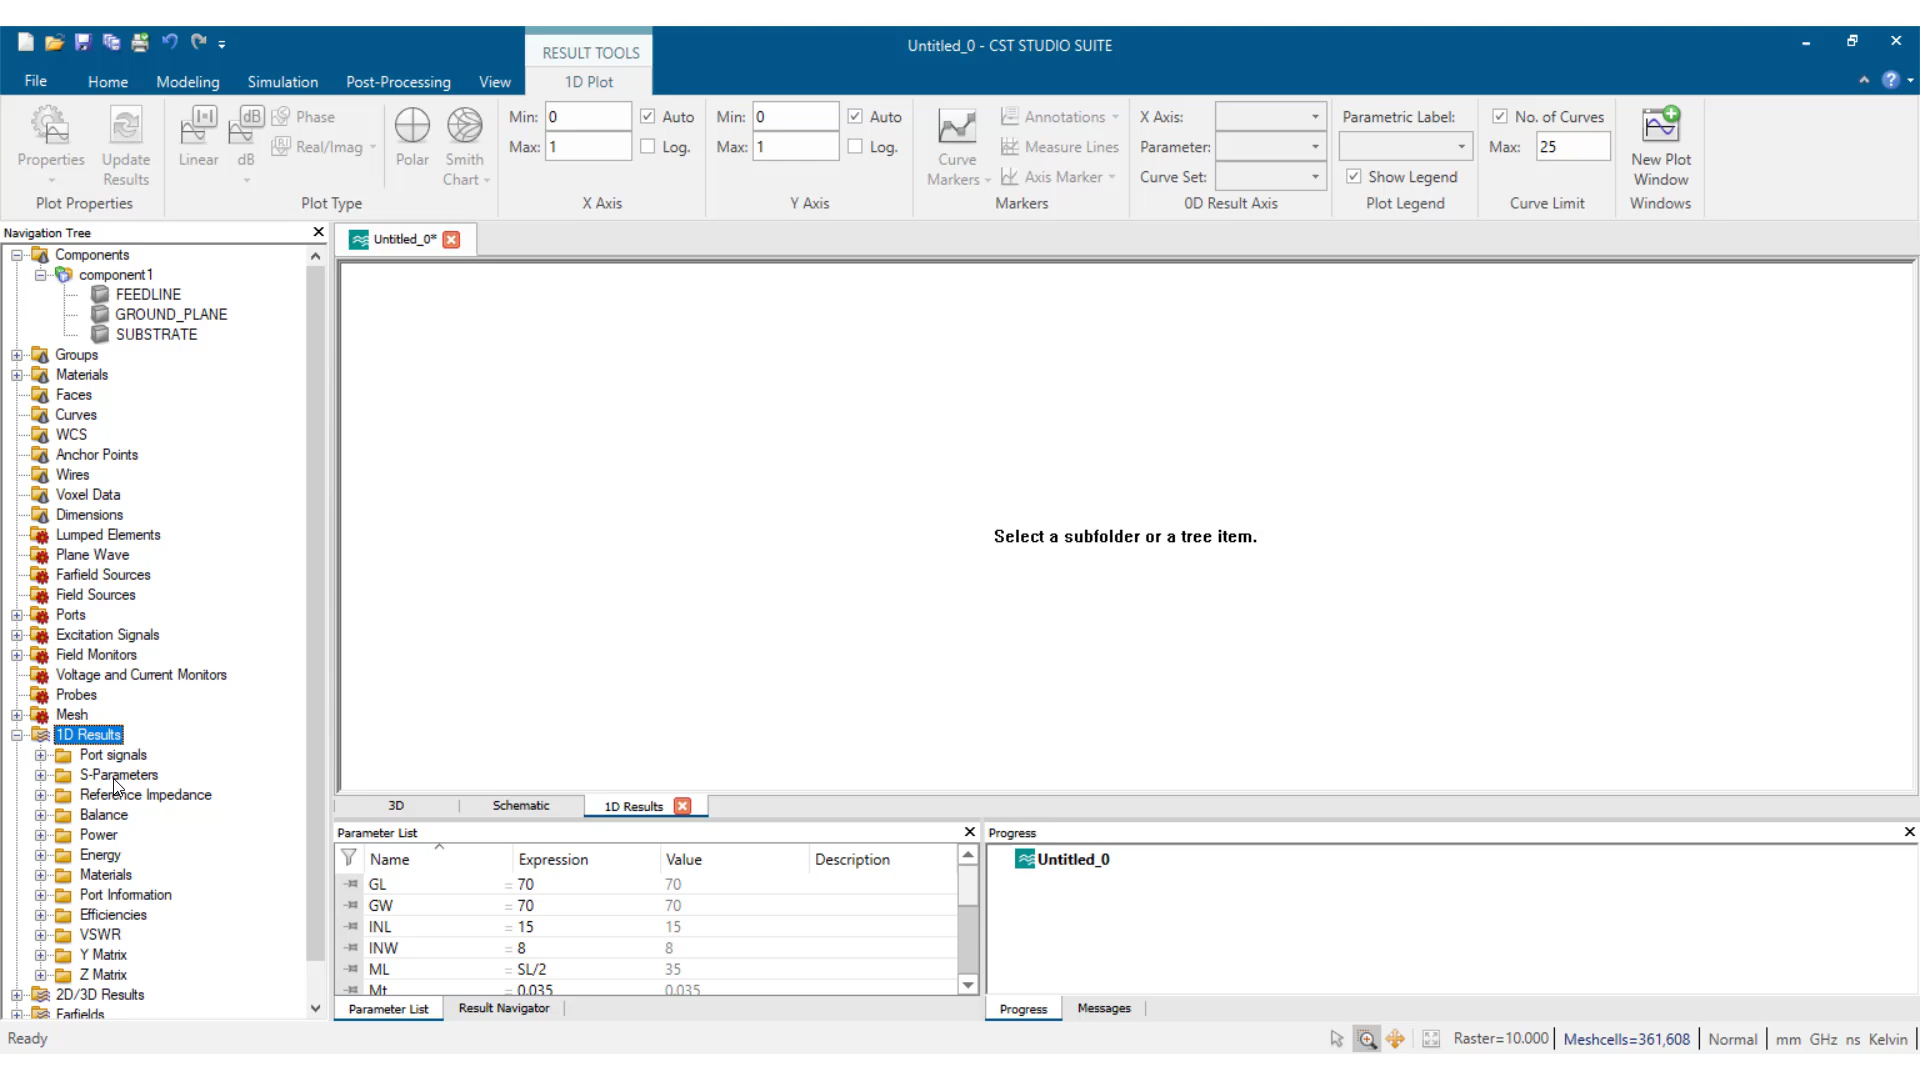 RESULT TOOLS
Untitled_0 - CST STUDIO SUITE
File
Home
Modeling
Simulation
Post-Processing
View
1D Plot
Properties
Update
Results
Plot Properties
Linear
dB
Phase
Real/Imag
Polar
Smith
Chart
Plot Type
Min: 0
Auto
Max: 1
Log.
X Axis
Min: 0
Auto
Max: 1
Log.
Y Axis
Curve
Markers
Annotations
Measure Lines
Axis Marker
Markers
X Axis:
Parameter:
Curve Set:
0D Result Axis
Parametric Label:
Show Legend
Plot Legend
No. of Curves
Max: 25
Curve Limit
New Plot
Window
Windows
Navigation Tree
Components
component1
FEEDLINE
GROUND_PLANE
SUBSTRATE
Groups
Materials
Faces
Curves
WCS
Anchor Points
Wires
Voxel Data
Dimensions
Lumped Elements
Plane Wave
Farfield Sources
Field Sources
Ports
Excitation Signals
Field Monitors
Voltage and Current Monitors
Probes
Mesh
1D Results
Port signals
S-Parameters
Reference Impedance
Balance
Power
Energy
Materials
Port Information
Efficiencies
VSWR
Y Matrix
Z Matrix
2D/3D Results
Farfields
Untitled_0*
Select a subfolder or a tree item.
3D
Schematic
1D Results
Parameter List
Name Expression Value Description
GL = 70 70
GW = 70 70
INL = 15 15
INW = 8 8
ML = SL/2 35
Mt = 0.035 0.035
Parameter List
Result Navigator
Progress
Untitled_0
Progress
Messages
Ready
Raster=10.000
Meshcells=361,608
Normal
mm GHz ns Kelvin